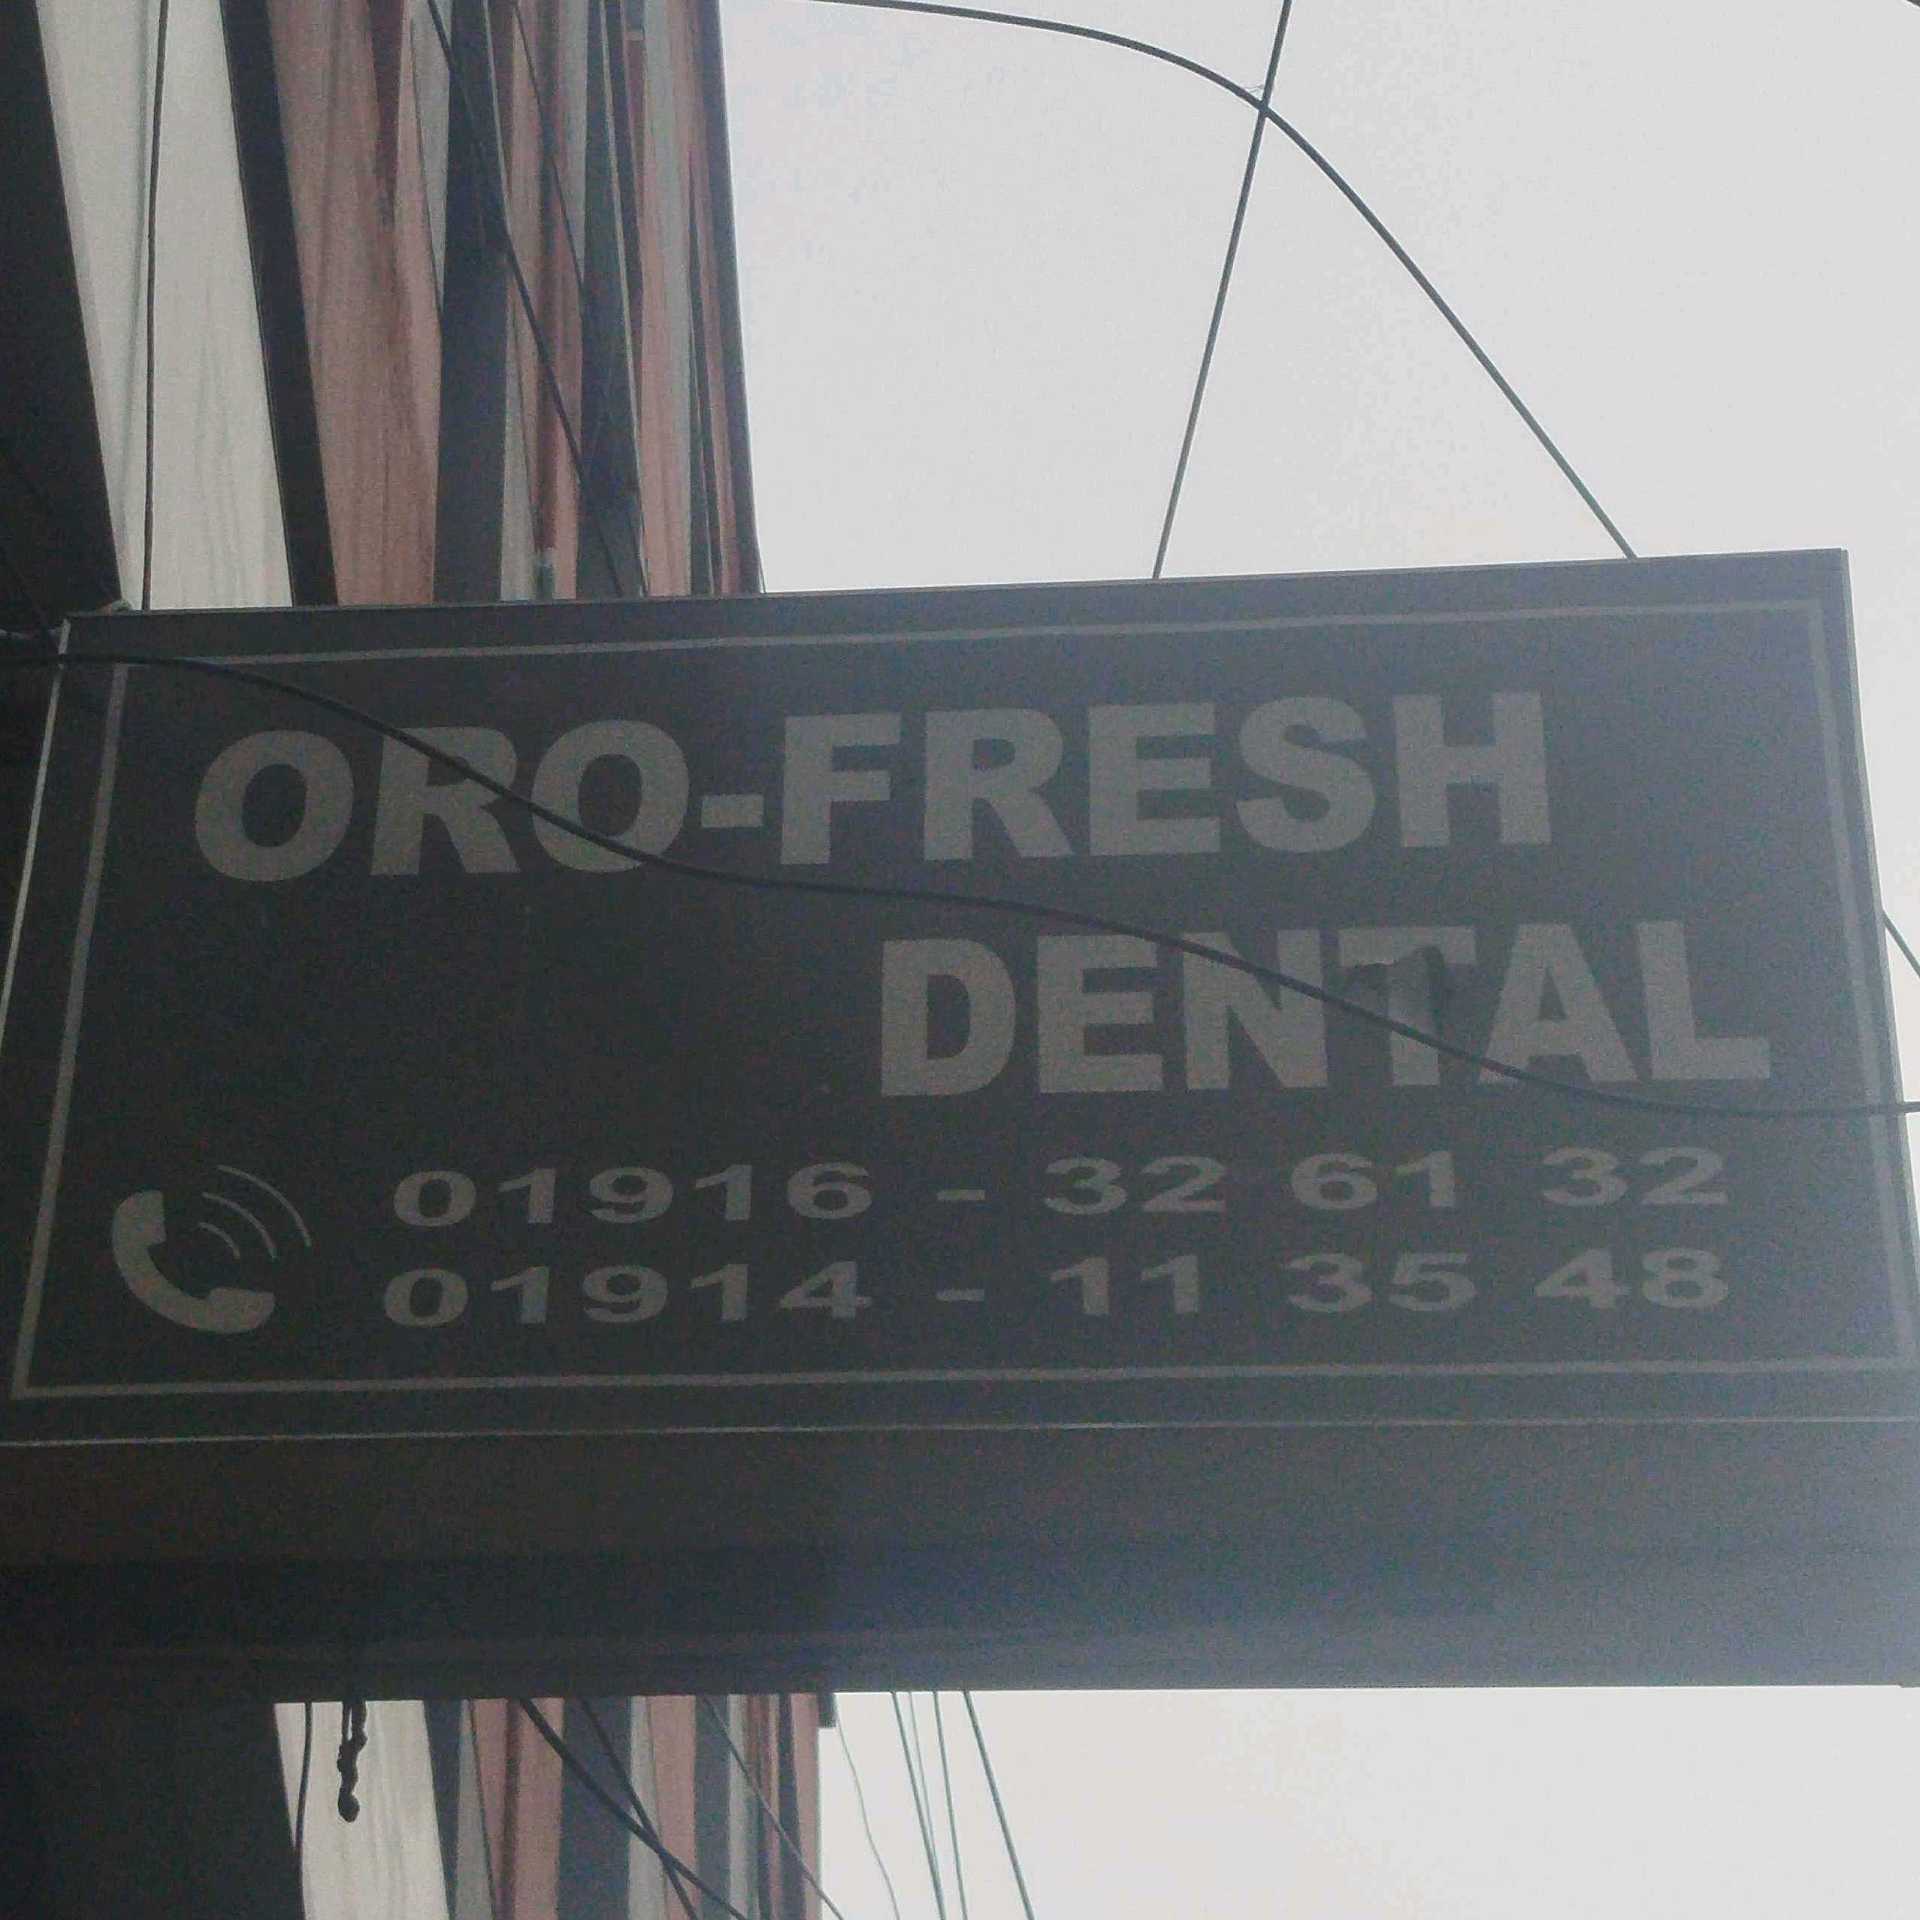 ORO-FRESH
DENTAL
01916 - 32 61 32
01914 - 11 35 48